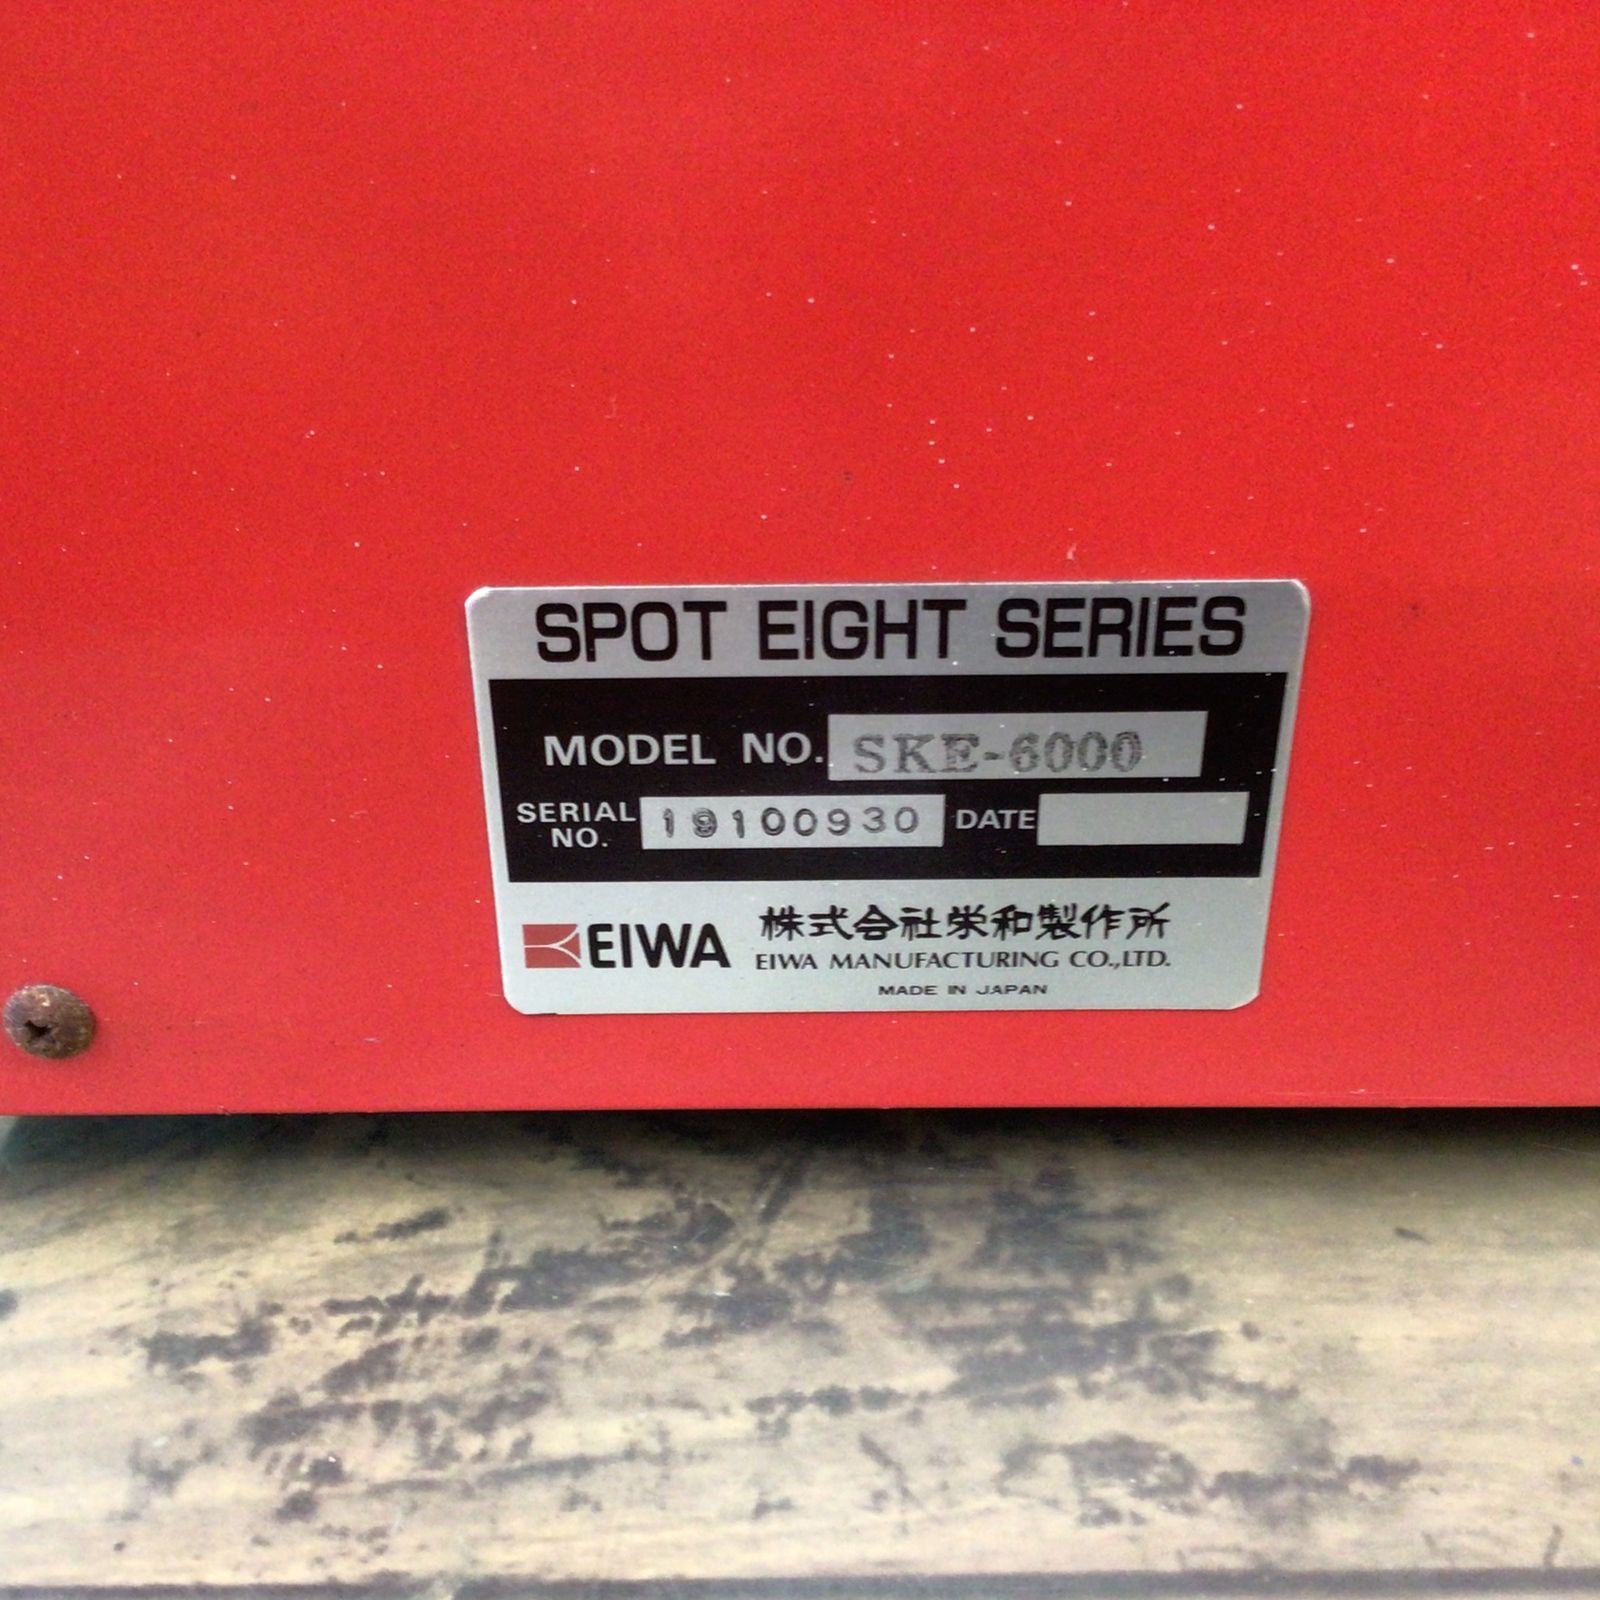 SPOT EIGHT SERIES
MODEL NO. SKE-6000
SERIAL NO. 19100930 DATE
EIWA 株式会社栄和製作所
EIWA MANUFACTURING CO.,LTD.
MADE IN JAPAN